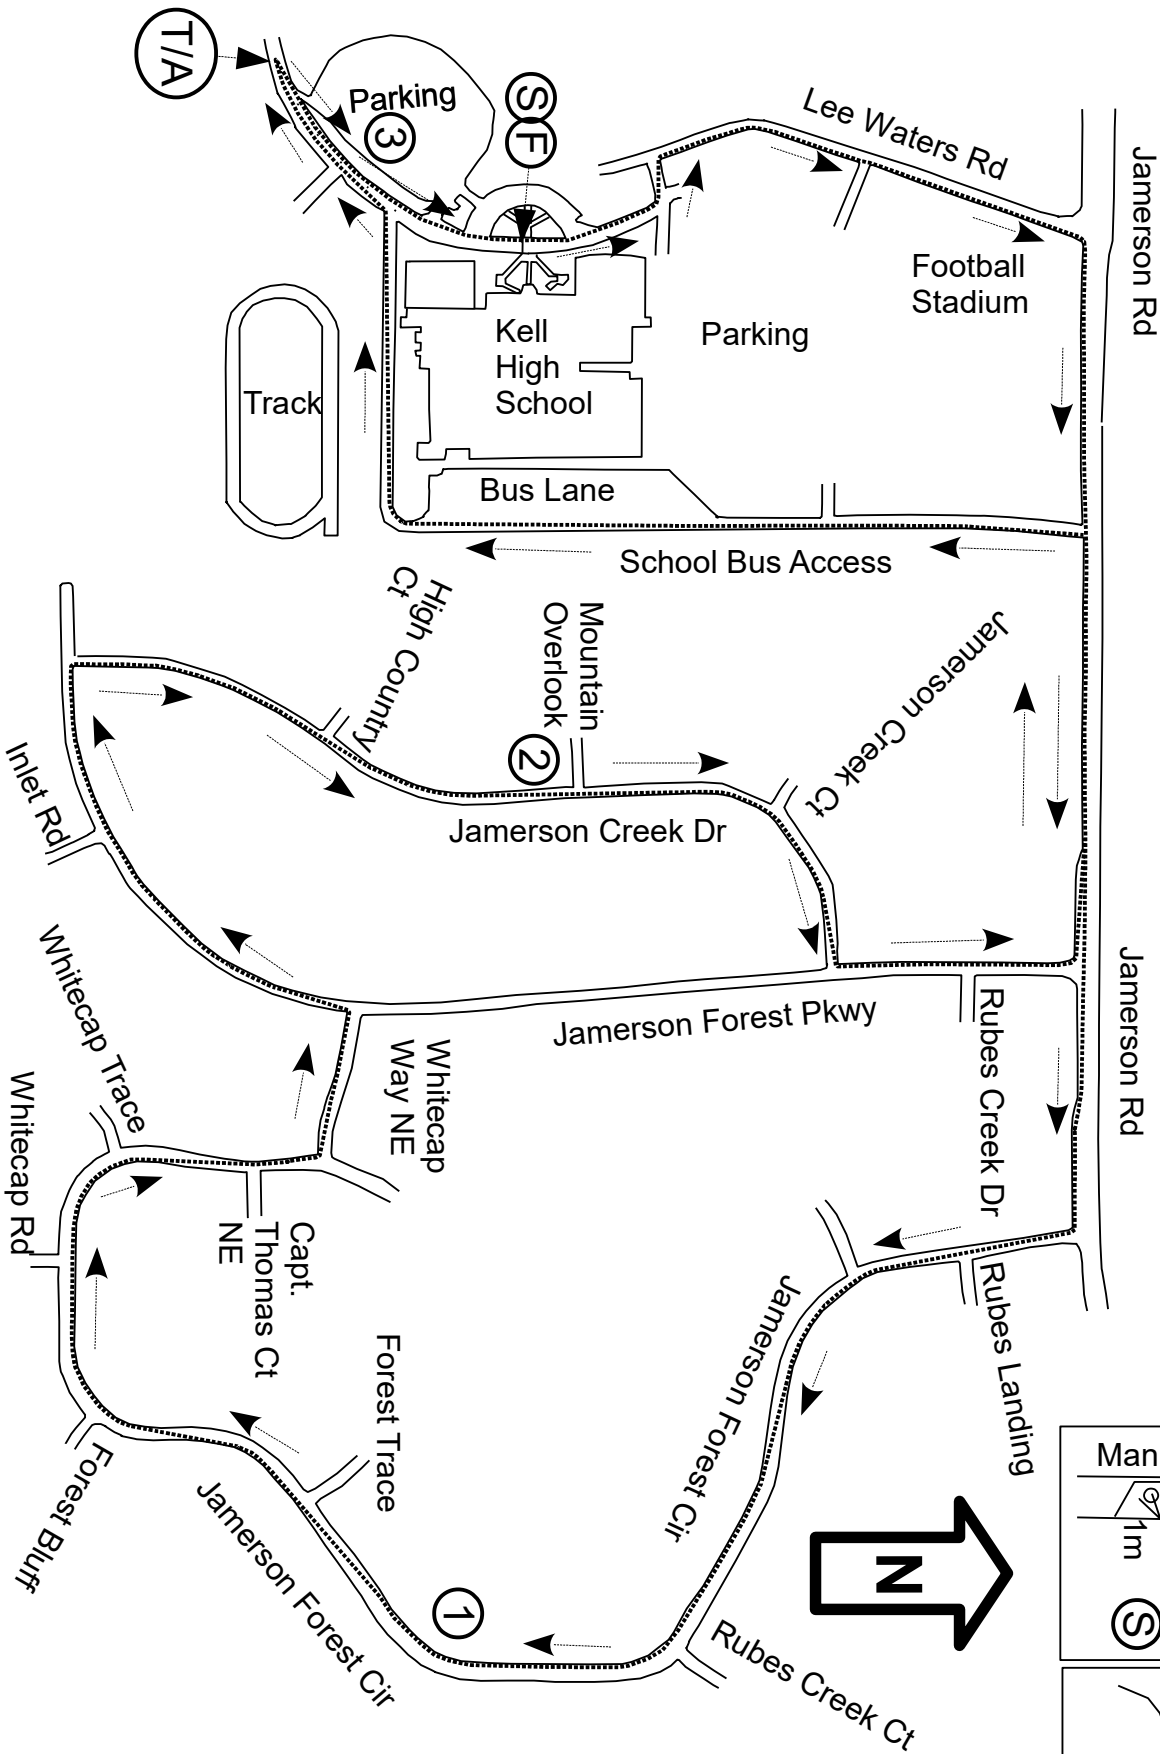 T/A
Parking
3
S
F
Lee Waters Rd
Jamerson Rd
Football
Stadium
Kell
High
School
Parking
Track
Bus Lane
School Bus Access
High Country
Ct
Mountain
Overlook
2
Jamerson Creek Ct
Jamerson Creek Dr
Inlet Rd
Jamerson Rd
Whitecap Trace
Jamerson Forest Pkwy
Rubes Creek Dr
Whitecap
Way NE
Whitecap Rd
Capt.
Thomas Ct
NE
Rubes Landing
Jamerson Forest Cir
Forest Trace
Forest Bluff
Jamerson Forest Cir
1
Rubes Creek Ct
N
Man
1m
S